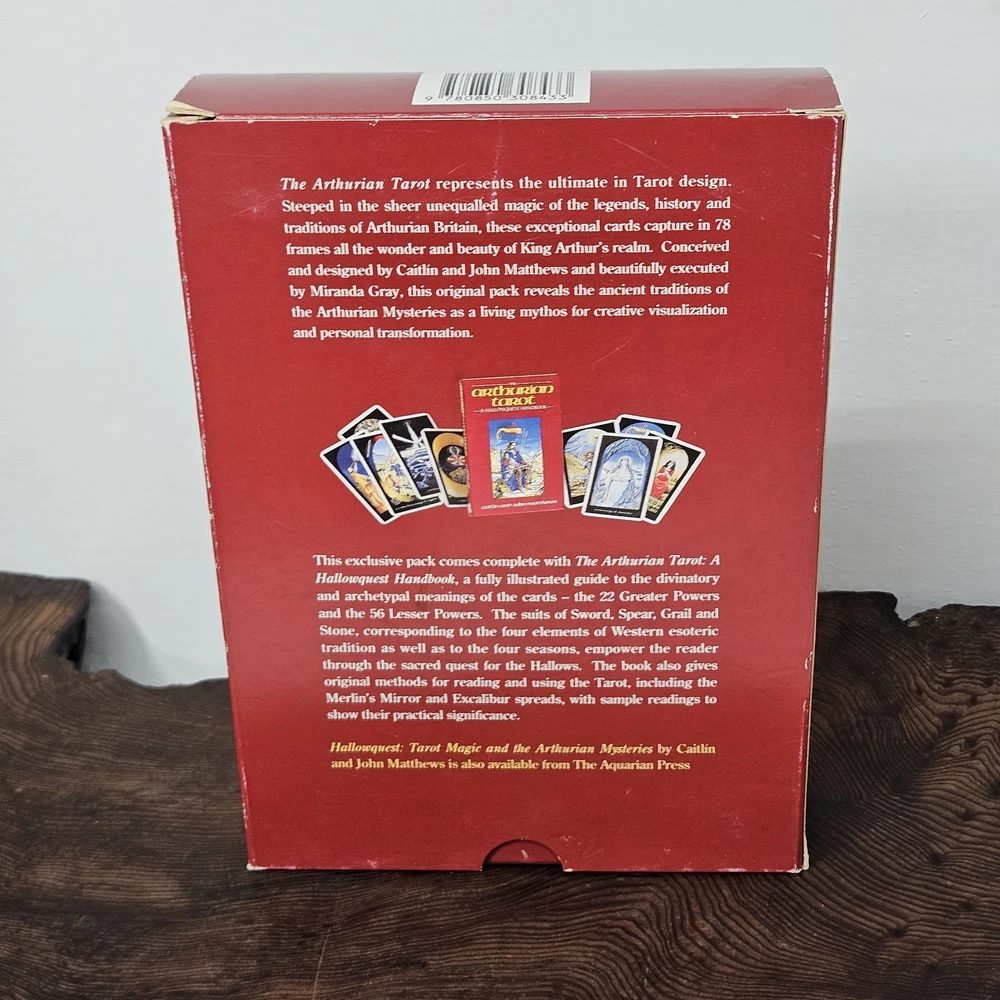 9 780850 308433
The Arthurian Tarot represents the ultimate in Tarot design.
Steeped in the sheer unequalled magic of the legends, history and
traditions of Arthurian Britain, these exceptional cards capture in 78
frames all the wonder and beauty of King Arthur's realm. Conceived
and designed by Caitlín and John Matthews and beautifully executed
by Miranda Gray, this original pack reveals the ancient traditions of
the Arthurian Mysteries as a living mythos for creative visualization
and personal transformation.
THE
arthurian
tarot
A HALLOWQUEST HANDBOOK
caitlín and john matthews
This exclusive pack comes complete with The Arthurian Tarot: A
Hallowquest Handbook, a fully illustrated guide to the divinatory
and archetypal meanings of the cards – the 22 Greater Powers
and the 56 Lesser Powers. The suits of Sword, Spear, Grail and
Stone, corresponding to the four elements of Western esoteric
tradition as well as to the four seasons, empower the reader
through the sacred quest for the Hallows. The book also gives
original methods for reading and using the Tarot, including the
Merlin's Mirror and Excalibur spreads, with sample readings to
show their practical significance.
Hallowquest: Tarot Magic and the Arthurian Mysteries by Caitlín
and John Matthews is also available from The Aquarian Press